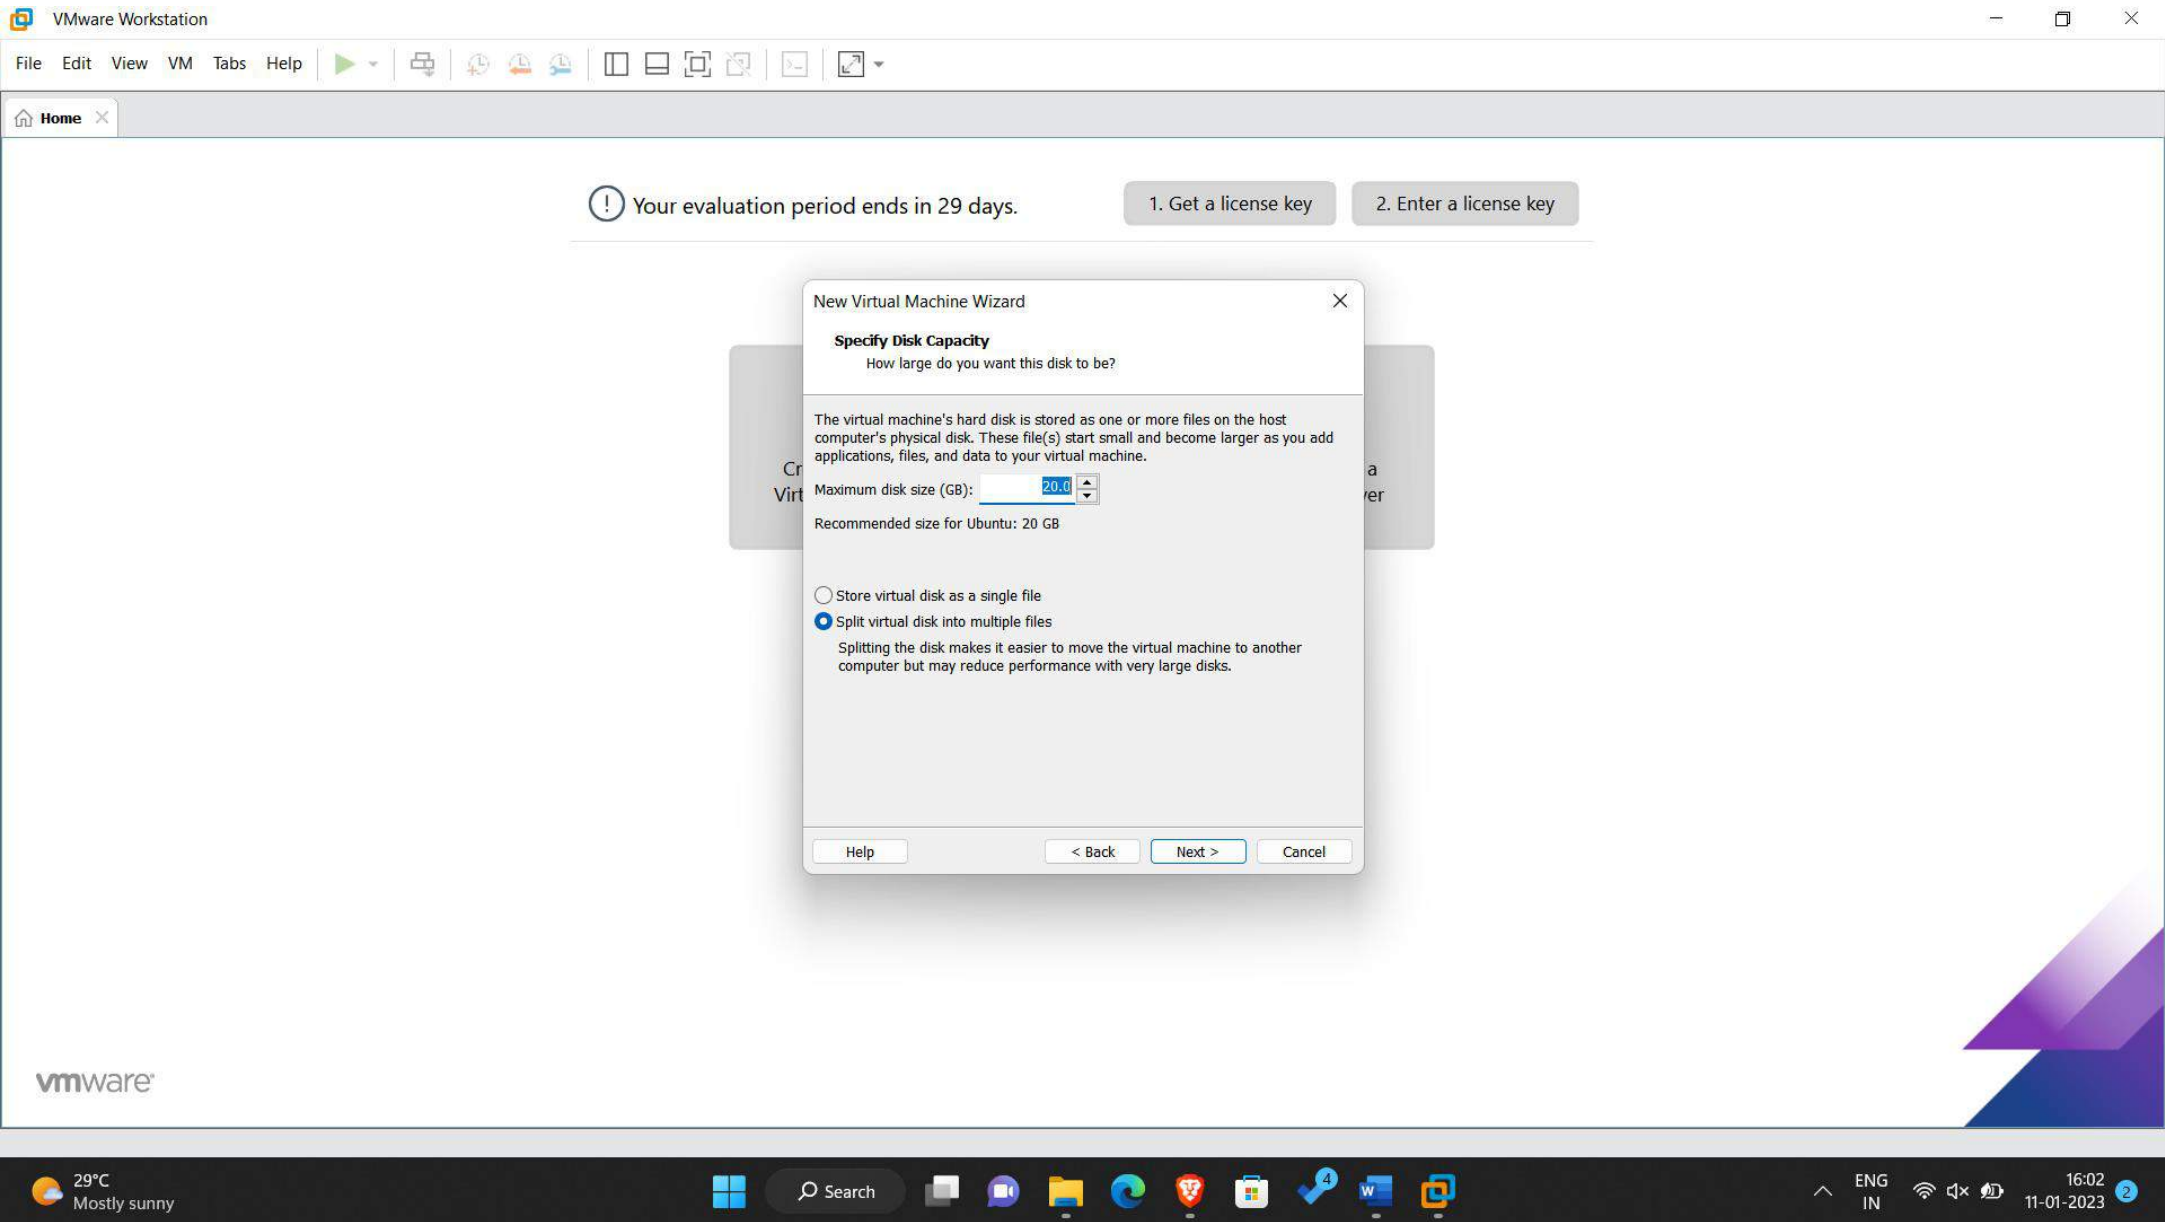 VMware Workstation
File Edit View VM Tabs Help
Home
Your evaluation period ends in 29 days.
1. Get a license key
2. Enter a license key
New Virtual Machine Wizard
Specify Disk Capacity
How large do you want this disk to be?
The virtual machine's hard disk is stored as one or more files on the host
computer's physical disk. These file(s) start small and become larger as you add
applications, files, and data to your virtual machine.
Cr
Virt
a
ver
Maximum disk size (GB): 20.0
Recommended size for Ubuntu: 20 GB
Store virtual disk as a single file
Split virtual disk into multiple files
Splitting the disk makes it easier to move the virtual machine to another
computer but may reduce performance with very large disks.
Help
< Back
Next >
Cancel
vmware
29°C
Mostly sunny
Search
4
W
ENG
IN
16:02
11-01-2023
2